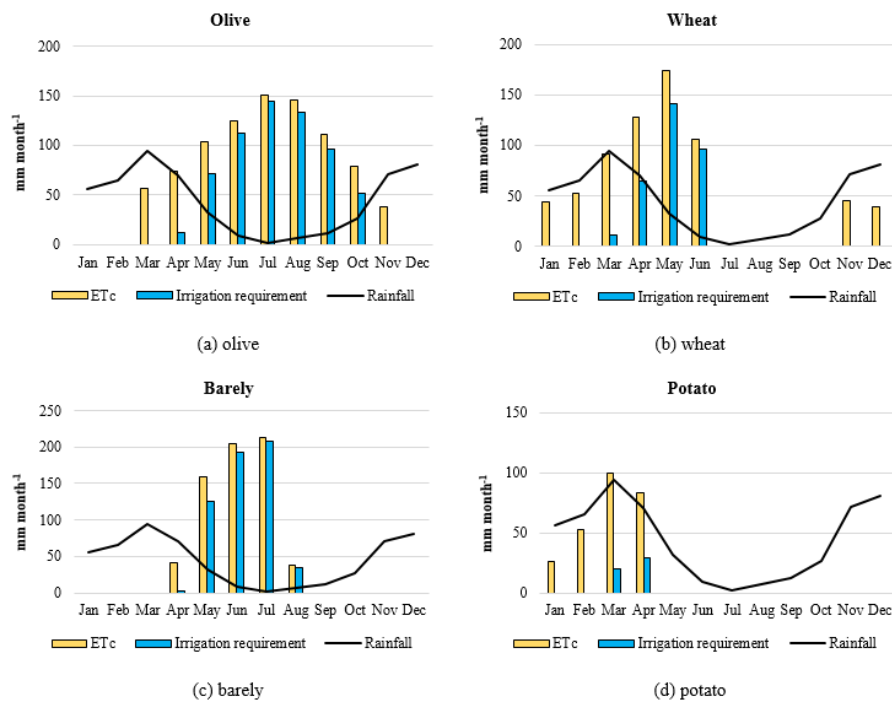 Olive
200
150
100
50
0
mm month⁻¹
Jan Feb Mar Apr May Jun Jul Aug Sep Oct Nov Dec
ETc Irrigation requirement Rainfall
(a) olive
Wheat
200
150
100
50
0
mm month⁻¹
Jan Feb Mar Apr May Jun Jul Aug Sep Oct Nov Dec
ETc Irrigation requirement Rainfall
(b) wheat
Barely
250
200
150
100
50
0
mm month⁻¹
Jan Feb Mar Apr May Jun Jul Aug Sep Oct Nov Dec
ETc Irrigation requirement Rainfall
(c) barely
Potato
150
100
50
0
mm month⁻¹
Jan Feb Mar Apr May Jun Jul Aug Sep Oct Nov Dec
ETc Irrigation requirement Rainfall
(d) potato